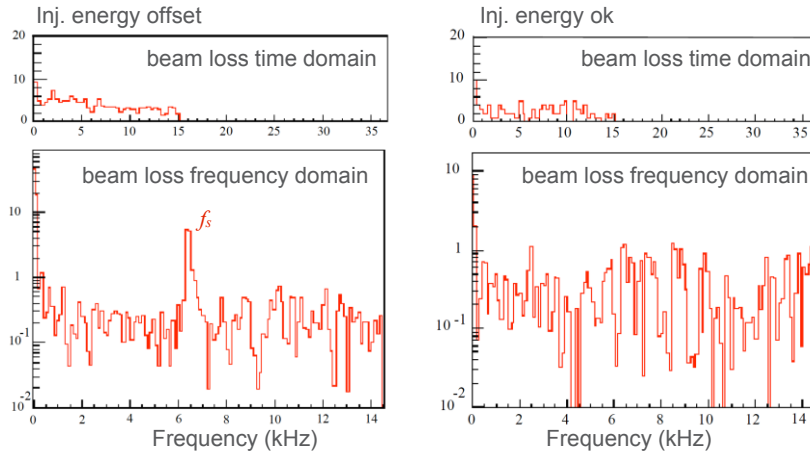 Inj. energy offset
Inj. energy ok
20
beam loss time domain
10
0
0 5 10 15 20 25 30 35
20
beam loss time domain
10
0
0 5 10 15 20 25 30 35
beam loss frequency domain
10
f_s
1
10^-1
10^-2
0 2 4 6 8 10 12 14
Frequency (kHz)
beam loss frequency domain
10
1
10^-1
10^-2
0 2 4 6 8 10 12 14
Frequency (kHz)